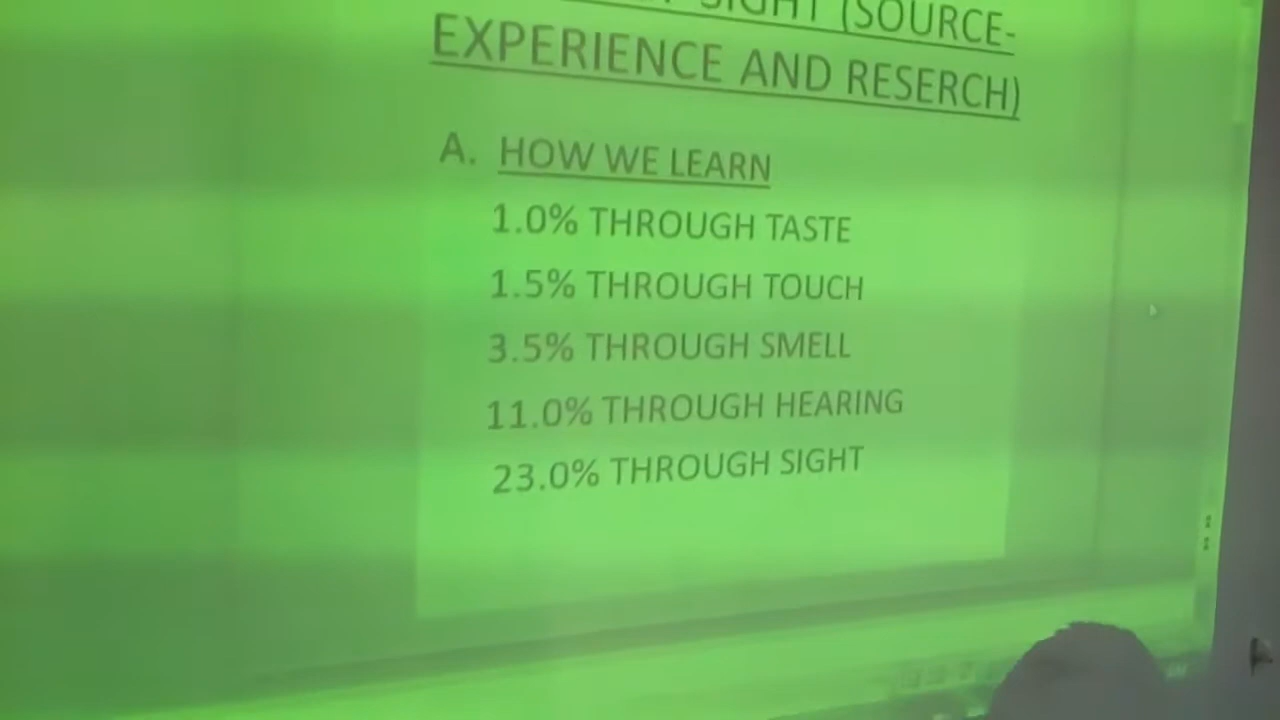 SIGHT (SOURCE-
EXPERIENCE AND RESERCH)
A. HOW WE LEARN
1.0% THROUGH TASTE
1.5% THROUGH TOUCH
3.5% THROUGH SMELL
11.0% THROUGH HEARING
23.0% THROUGH SIGHT